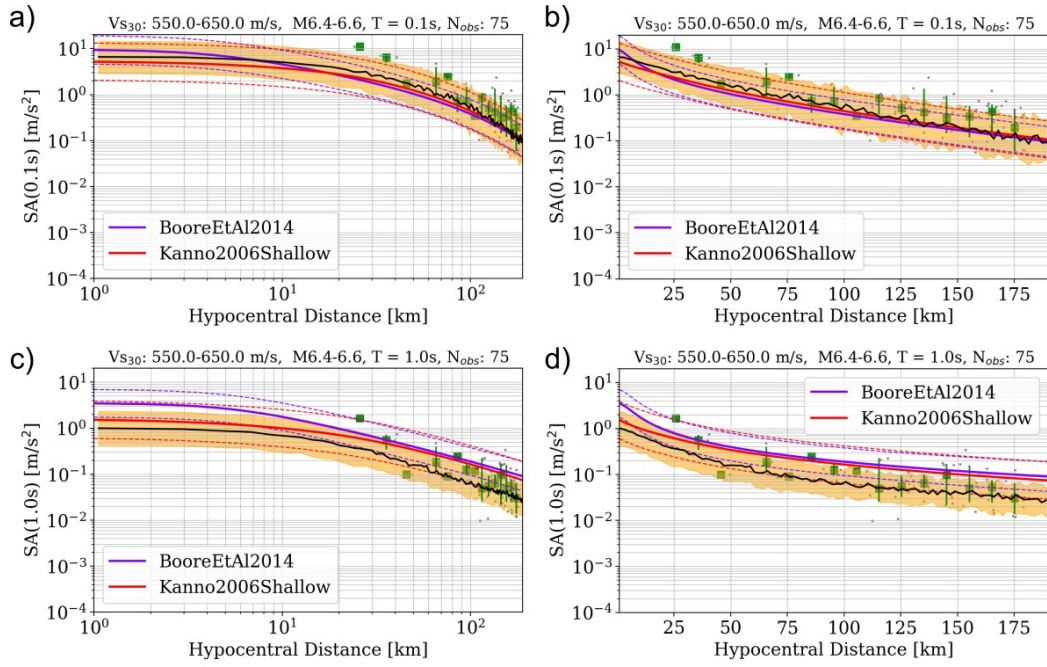 a)
Vs30: 550.0-650.0 m/s, M6.4-6.6, T = 0.1s, Nobs: 75
SA(0.1s) [m/s²]
10¹
10⁰
10⁻¹
10⁻²
10⁻³
10⁻⁴
BooreEtAl2014
Kanno2006Shallow
10⁰ 10¹ 10²
Hypocentral Distance [km]
b)
Vs30: 550.0-650.0 m/s, M6.4-6.6, T = 0.1s, Nobs: 75
SA(0.1s) [m/s²]
10¹
10⁰
10⁻¹
10⁻²
10⁻³
10⁻⁴
BooreEtAl2014
Kanno2006Shallow
25 50 75 100 125 150 175
Hypocentral Distance [km]
c)
Vs30: 550.0-650.0 m/s, M6.4-6.6, T = 1.0s, Nobs: 75
SA(1.0s) [m/s²]
10¹
10⁰
10⁻¹
10⁻²
10⁻³
10⁻⁴
BooreEtAl2014
Kanno2006Shallow
10⁰ 10¹ 10²
Hypocentral Distance [km]
d)
Vs30: 550.0-650.0 m/s, M6.4-6.6, T = 1.0s, Nobs: 75
SA(1.0s) [m/s²]
10¹
10⁰
10⁻¹
10⁻²
10⁻³
10⁻⁴
BooreEtAl2014
Kanno2006Shallow
25 50 75 100 125 150 175
Hypocentral Distance [km]